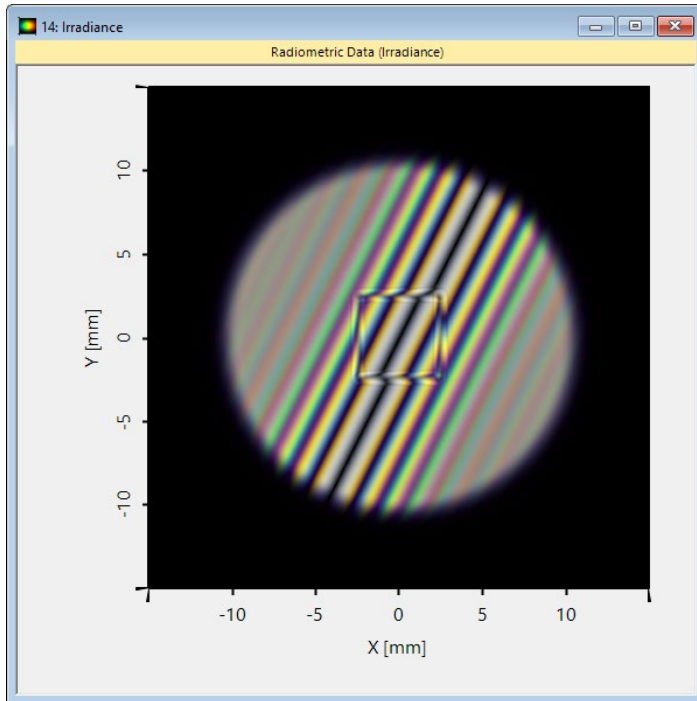 14: Irradiance
Radiometric Data (Irradiance)
10
5
0
-5
-10
Y [mm]
-10 -5 0 5 10
X [mm]